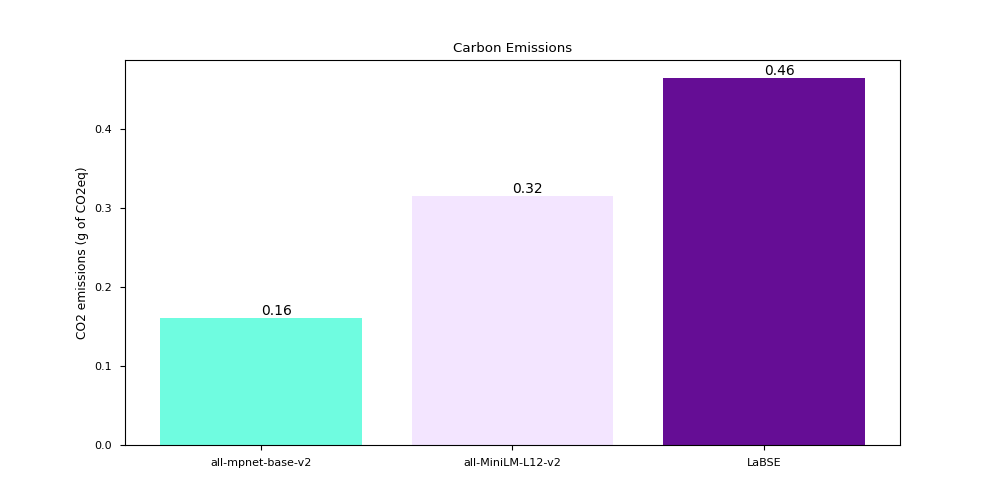 Carbon Emissions
0.46
0.4
0.32
0.3
0.2
0.16
0.1
0.0
CO2 emissions (g of CO2eq)
all-mpnet-base-v2
all-MiniLM-L12-v2
LaBSE